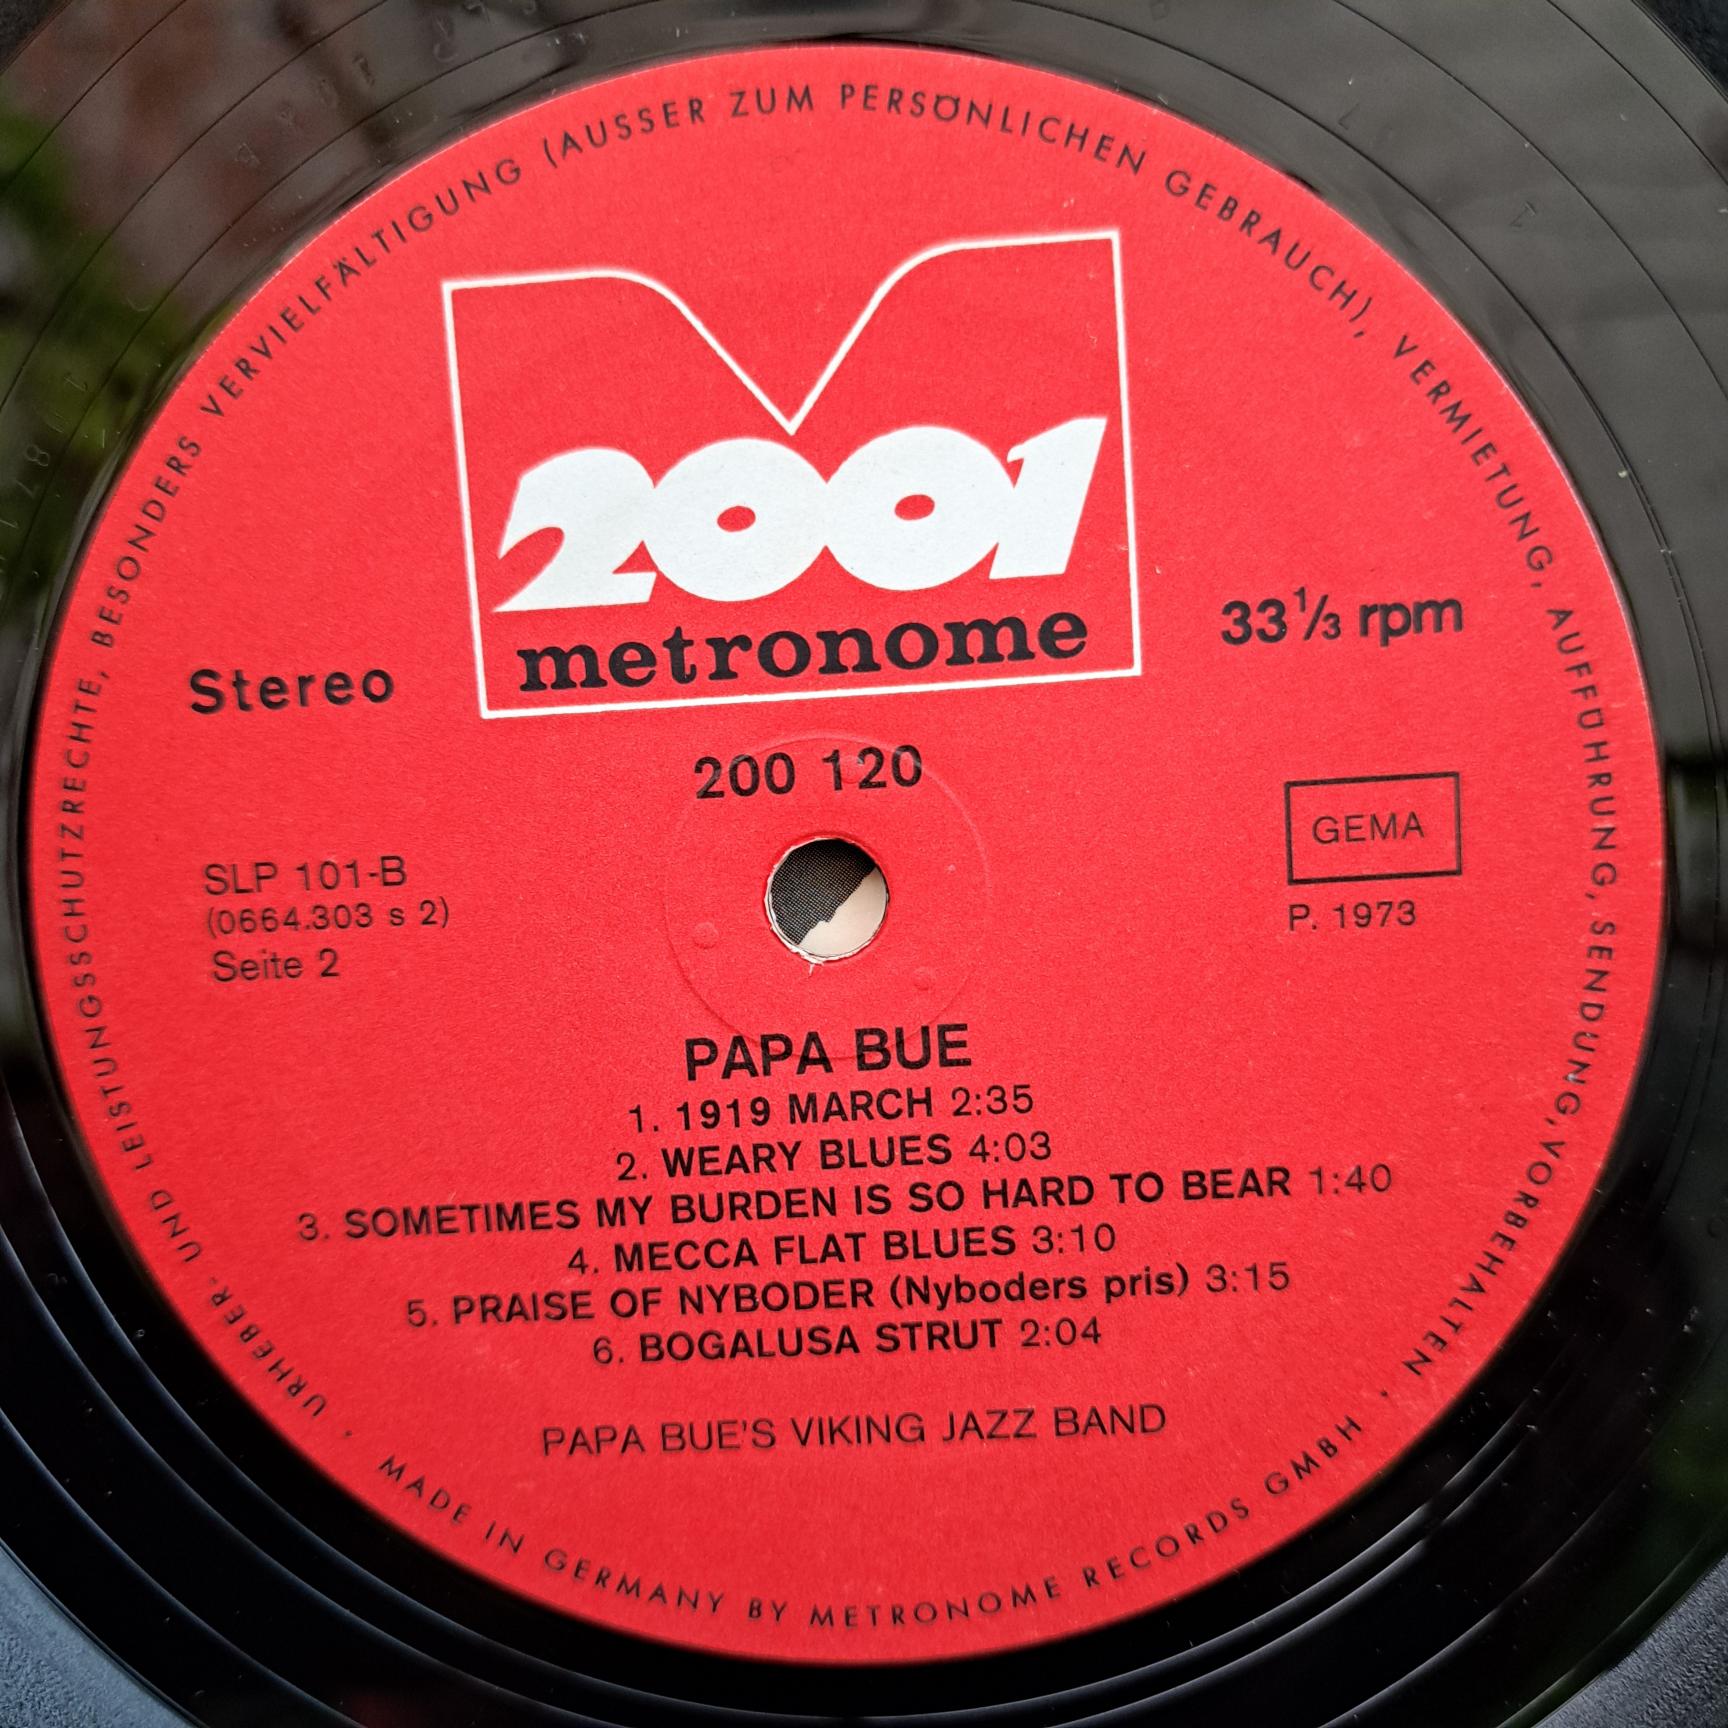 URHEBER- UND LEISTUNGSSCHUTZRECHTE, BESONDERS VERVIELFÄLTIGUNG (AUSSER ZUM PERSÖNLICHEN GEBRAUCH), VERMIETUNG, AUFFÜHRUNG, SENDUNG, VORBEHALTEN ·
2001
metronome
Stereo
33⅓ rpm
200 120
GEMA
P. 1973
SLP 101-B
(0664.303 s 2)
Seite 2
PAPA BUE
1. 1919 MARCH 2:35
2. WEARY BLUES 4:03
3. SOMETIMES MY BURDEN IS SO HARD TO BEAR 1:40
4. MECCA FLAT BLUES 3:10
5. PRAISE OF NYBODER (Nyboders pris) 3:15
6. BOGALUSA STRUT 2:04
PAPA BUE'S VIKING JAZZ BAND
· MADE IN GERMANY BY METRONOME RECORDS GMBH